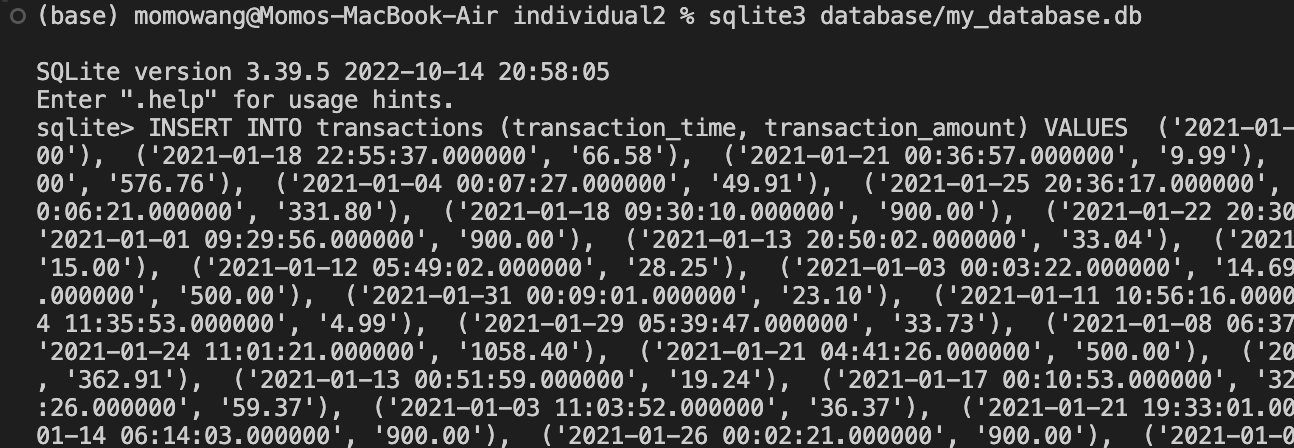 (base) momowang@Momos-MacBook-Air individual2 % sqlite3 database/my_database.db
SQLite version 3.39.5 2022-10-14 20:58:05
Enter ".help" for usage hints.
sqlite> INSERT INTO transactions (transaction_time, transaction_amount) VALUES  ('2021-01-
00'),  ('2021-01-18 22:55:37.000000', '66.58'),  ('2021-01-21 00:36:57.000000', '9.99'),
00', '576.76'),  ('2021-01-04 00:07:27.000000', '49.91'),  ('2021-01-25 20:36:17.000000',
0:06:21.000000', '331.80'),  ('2021-01-18 09:30:10.000000', '900.00'),  ('2021-01-22 20:30
'2021-01-01 09:29:56.000000', '900.00'),  ('2021-01-13 20:50:02.000000', '33.04'),  ('2021
'15.00'),  ('2021-01-12 05:49:02.000000', '28.25'),  ('2021-01-03 00:03:22.000000', '14.69
.000000', '500.00'),  ('2021-01-31 00:09:01.000000', '23.10'),  ('2021-01-11 10:56:16.0000
4 11:35:53.000000', '4.99'),  ('2021-01-29 05:39:47.000000', '33.73'),  ('2021-01-08 06:37
'2021-01-24 11:01:21.000000', '1058.40'),  ('2021-01-21 04:41:26.000000', '500.00'),  ('20
, '362.91'),  ('2021-01-13 00:51:59.000000', '19.24'),  ('2021-01-17 00:10:53.000000', '32
:26.000000', '59.37'),  ('2021-01-03 11:03:52.000000', '36.37'),  ('2021-01-21 19:33:01.00
01-14 06:14:03.000000', '900.00'),  ('2021-01-26 00:02:21.000000', '900.00'),  ('2021-01-0